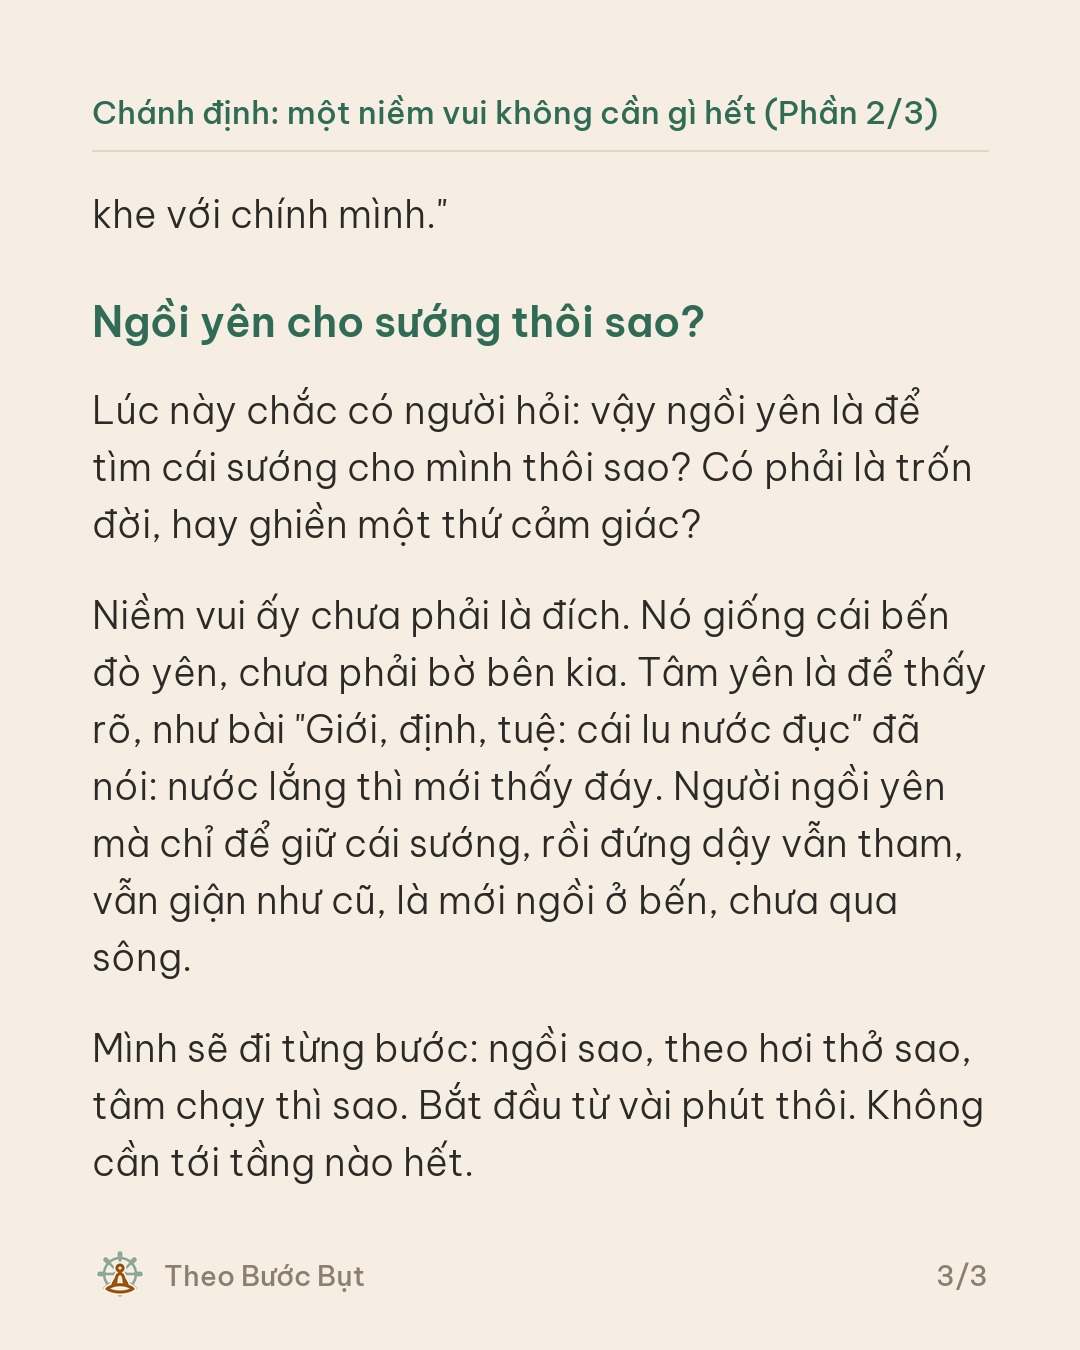 Chánh định: một niềm vui không cần gì hết (Phần 2/3)
khe với chính mình."
Ngồi yên cho sướng thôi sao?
Lúc này chắc có người hỏi: vậy ngồi yên là để
tìm cái sướng cho mình thôi sao? Có phải là trốn
đời, hay ghiền một thứ cảm giác?
Niềm vui ấy chưa phải là đích. Nó giống cái bến
đò yên, chưa phải bờ bên kia. Tâm yên là để thấy
rõ, như bài "Giới, định, tuệ: cái lu nước đục" đã
nói: nước lắng thì mới thấy đáy. Người ngồi yên
mà chỉ để giữ cái sướng, rồi đứng dậy vẫn tham,
vẫn giận như cũ, là mới ngồi ở bến, chưa qua
sông.
Mình sẽ đi từng bước: ngồi sao, theo hơi thở sao,
tâm chạy thì sao. Bắt đầu từ vài phút thôi. Không
cần tới tầng nào hết.
Theo Bước Bụt
3/3